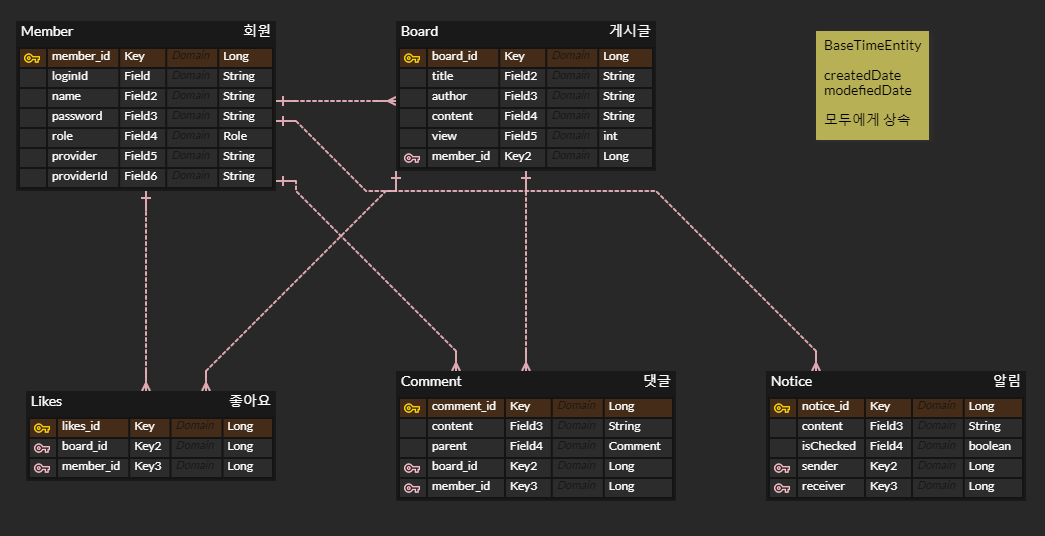 Member 회원
member_id Key Domain Long
loginId Field Domain String
name Field2 Domain String
password Field3 Domain String
role Field4 Domain Role
provider Field5 Domain String
providerId Field6 Domain String
Board 게시글
board_id Key Domain Long
title Field2 Domain String
author Field3 Domain String
content Field4 Domain String
view Field5 Domain int
member_id Key2 Domain Long
BaseTimeEntity
createdDate
modefiedDate
모두에게 상속
Likes 좋아요
likes_id Key Domain Long
board_id Key2 Domain Long
member_id Key3 Domain Long
Comment 댓글
comment_id Key Domain Long
content Field3 Domain String
parent Field4 Domain Comment
board_id Key2 Domain Long
member_id Key3 Domain Long
Notice 알림
notice_id Key Domain Long
content Field3 Domain String
isChecked Field4 Domain boolean
sender Key2 Domain Long
receiver Key3 Domain Long